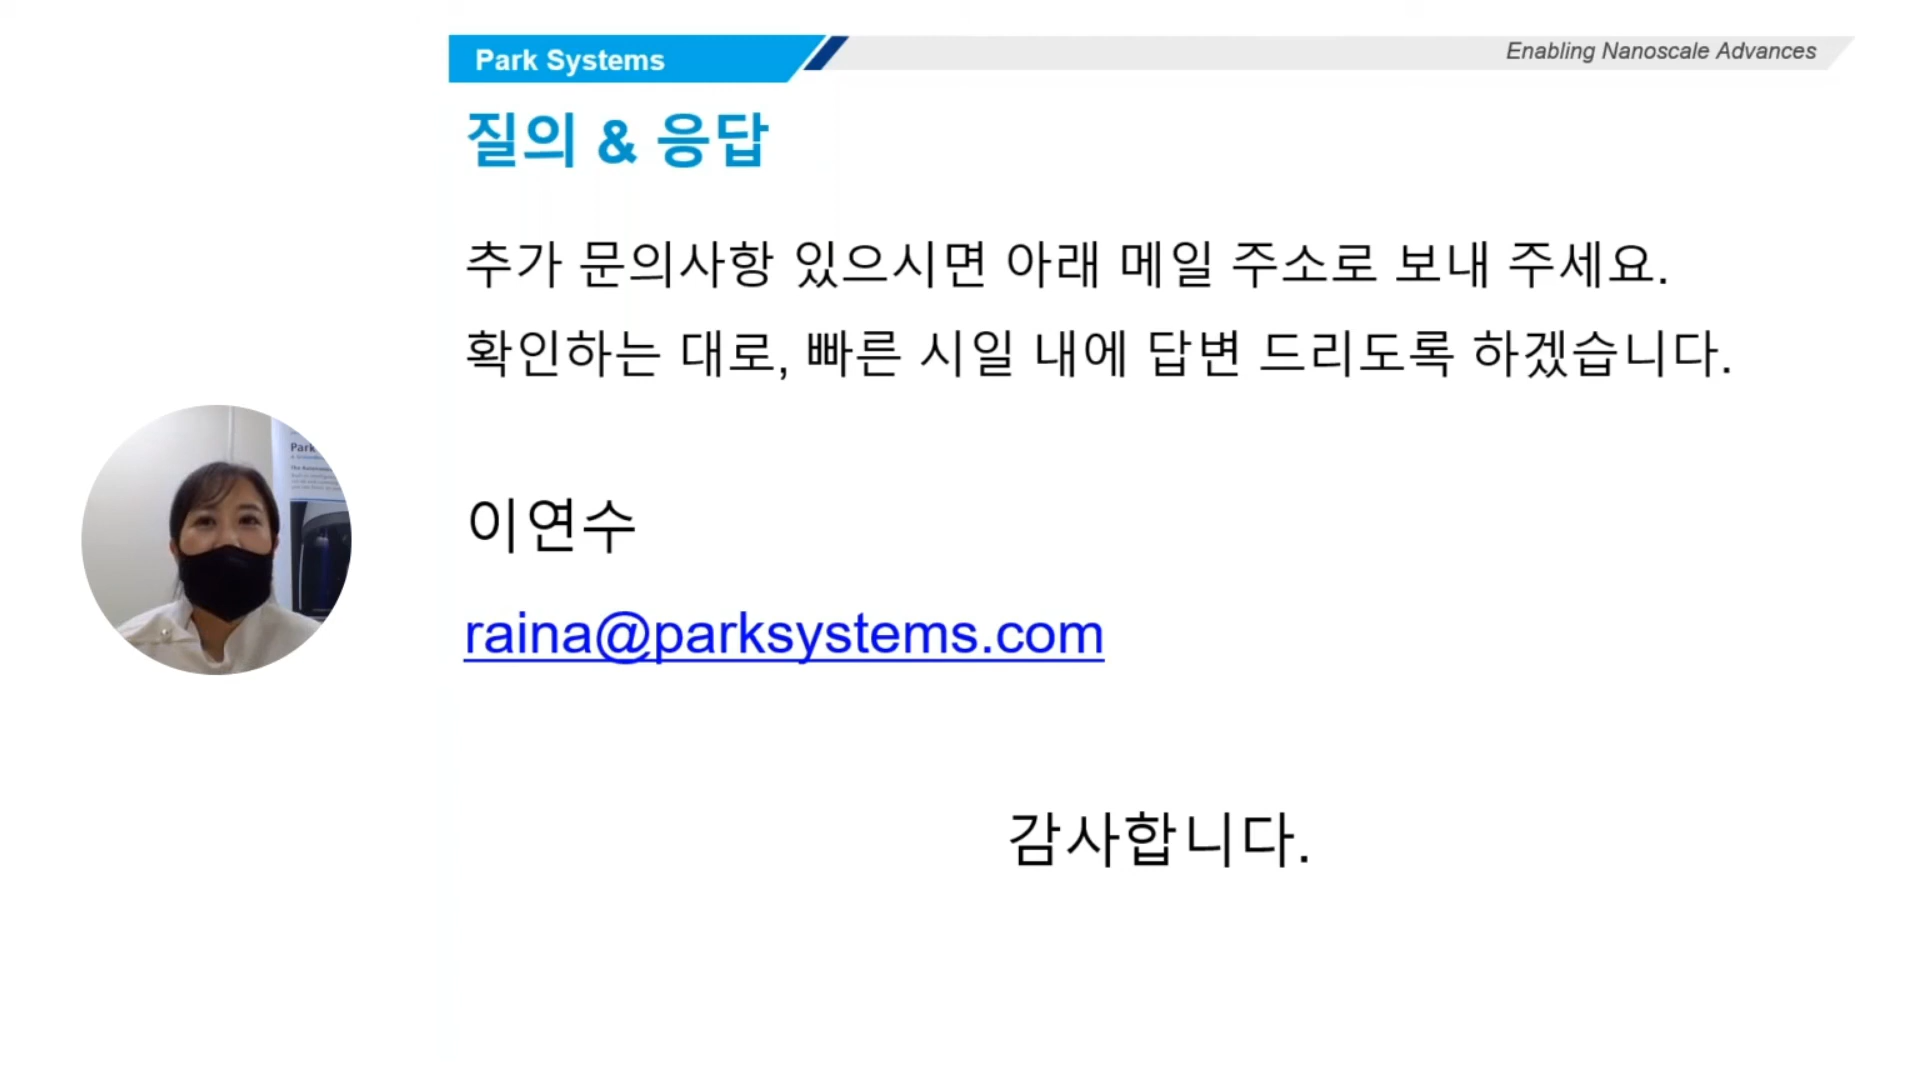 Park Systems
Enabling Nanoscale Advances
질의 & 응답
추가 문의사항 있으시면 아래 메일 주소로 보내 주세요.
확인하는 대로, 빠른 시일 내에 답변 드리도록 하겠습니다.
Park
이연수
raina@parksystems.com
감사합니다.